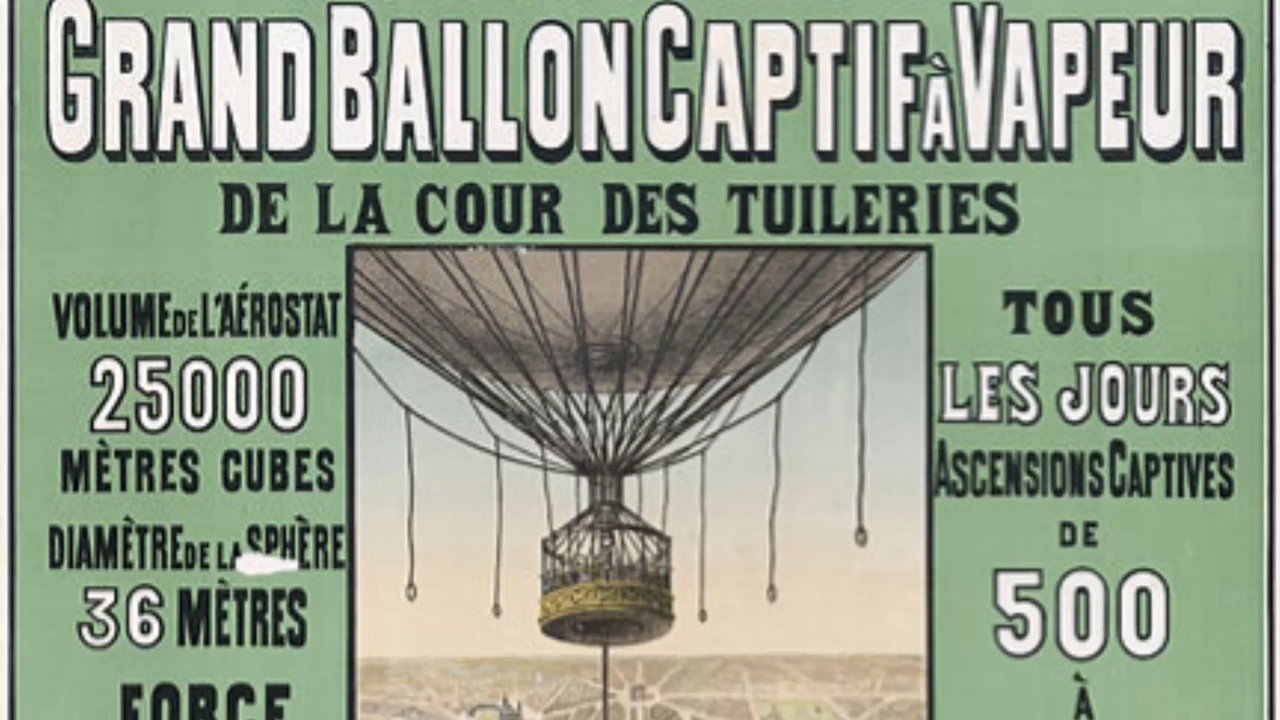 GRAND BALLON CAPTIF À VAPEUR
DE LA COUR DES TUILERIES
VOLUME DE L'AÉROSTAT
25000
MÈTRES CUBES
DIAMÈTRE DE LA SPHÈRE
36 MÈTRES
FORCE
TOUS
LES JOURS
ASCENSIONS CAPTIVES
DE
500
À